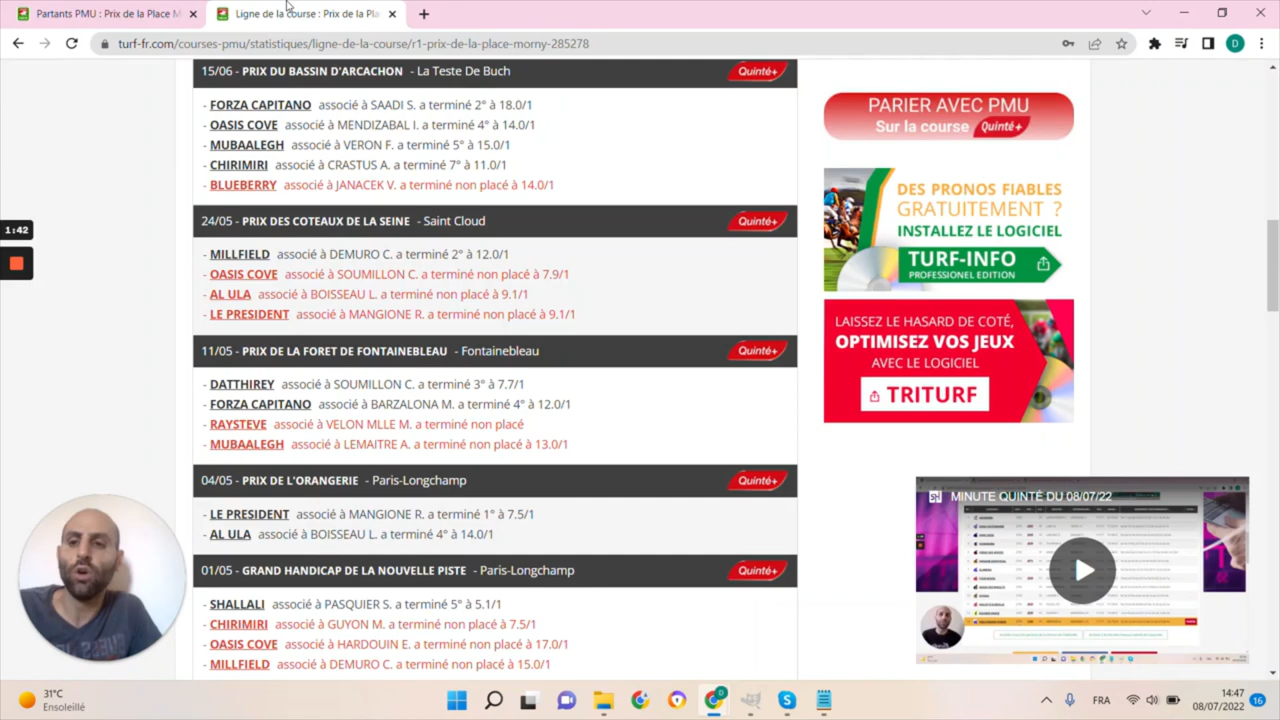 Partants PMU : Prix de la Place M
Ligne de la course : Prix de la Pla
turf-fr.com/courses-pmu/statistiques/ligne-de-la-course/r1-prix-de-la-place-morny-285278
D
15/06 - PRIX DU BASSIN D'ARCACHON - La Teste De Buch
Quinté+
- FORZA CAPITANO associé à SAADI S. a terminé 2° à 18.0/1
- OASIS COVE associé à MENDIZABAL I. a terminé 4° à 14.0/1
- MUBAALEGH associé à VERON F. a terminé 5° à 15.0/1
- CHIRIMIRI associé à CRASTUS A. a terminé 7° à 11.0/1
- BLUEBERRY associé à JANACEK V. a terminé non placé à 14.0/1
24/05 - PRIX DES COTEAUX DE LA SEINE - Saint Cloud
Quinté+
- MILLFIELD associé à DEMURO C. a terminé 2° à 12.0/1
- OASIS COVE associé à SOUMILLON C. a terminé non placé à 7.9/1
- AL ULA associé à BOISSEAU L. a terminé non placé à 9.1/1
- LE PRESIDENT associé à MANGIONE R. a terminé non placé à 9.1/1
11/05 - PRIX DE LA FORET DE FONTAINEBLEAU - Fontainebleau
Quinté+
- DATTHIREY associé à SOUMILLON C. a terminé 3° à 7.7/1
- FORZA CAPITANO associé à BARZALONA M. a terminé 4° à 12.0/1
- RAYSTEVE associé à VELON MLLE M. a terminé non placé
- MUBAALEGH associé à LEMAITRE A. a terminé non placé à 13.0/1
04/05 - PRIX DE L'ORANGERIE - Paris-Longchamp
Quinté+
- LE PRESIDENT associé à MANGIONE R. a terminé 1° à 7.5/1
- AL ULA associé à BOISSEAU L. a terminé 4° à 14.0/1
01/05 - GRAND HANDICAP DE LA NOUVELLE PISTE - Paris-Longchamp
Quinté+
- SHALLALI associé à PASQUIER S. a terminé 3° à 5.1/1
- CHIRIMIRI associé à GUYON M. a terminé non placé à 7.5/1
- OASIS COVE associé à HARDOUIN E. a terminé non placé à 17.0/1
- MILLFIELD associé à DEMURO C. a terminé non placé à 15.0/1
PARIER AVEC PMU
Sur la course Quinté+
DES PRONOS FIABLES
GRATUITEMENT ?
INSTALLEZ LE LOGICIEL
TURF-INFO
PROFESSIONEL EDITION
LAISSEZ LE HASARD DE COTÉ,
OPTIMISEZ VOS JEUX
AVEC LE LOGICIEL
TRITURF
MINUTE QUINTÉ DU 08/07/22
1:42
31°C
Ensoleillé
D
FRA
14:47
08/07/2022
16